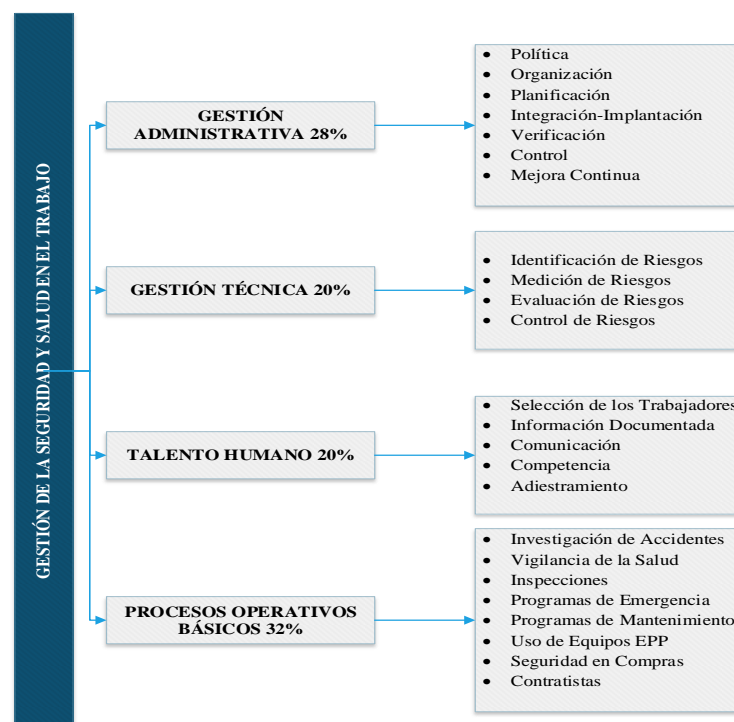 GESTIÓN DE LA SEGURIDAD Y SALUD EN EL TRABAJO
GESTIÓN
ADMINISTRATIVA 28%
• Política
• Organización
• Planificación
• Integración-Implantación
• Verificación
• Control
• Mejora Continua
GESTIÓN TÉCNICA 20%
• Identificación de Riesgos
• Medición de Riesgos
• Evaluación de Riesgos
• Control de Riesgos
TALENTO HUMANO 20%
• Selección de los Trabajadores
• Información Documentada
• Comunicación
• Competencia
• Adiestramiento
PROCESOS OPERATIVOS
BÁSICOS 32%
• Investigación de Accidentes
• Vigilancia de la Salud
• Inspecciones
• Programas de Emergencia
• Programas de Mantenimiento
• Uso de Equipos EPP
• Seguridad en Compras
• Contratistas